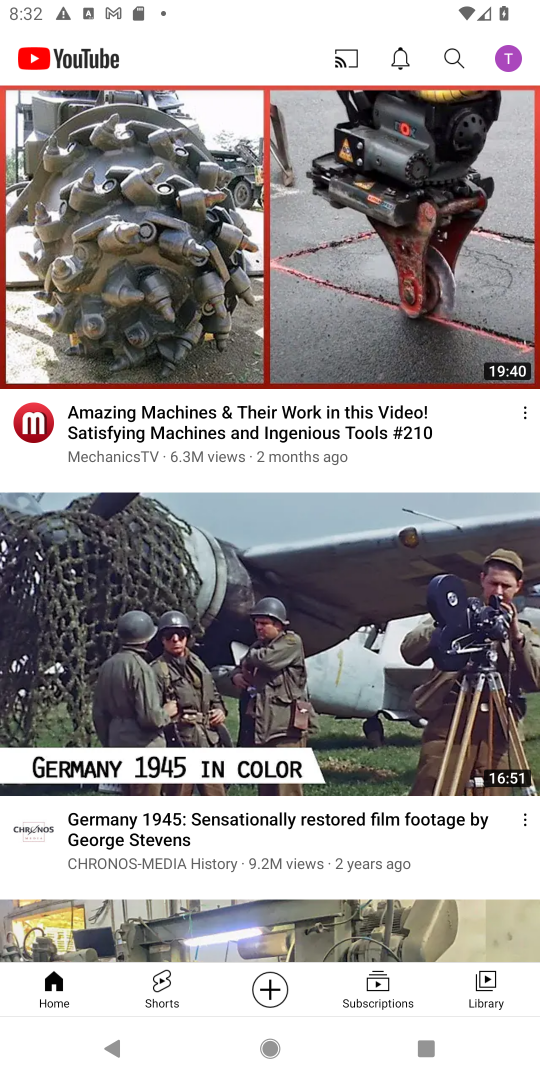 8:32
YouTube
T
19:40
m
Amazing Machines & Their Work in this Video!
Satisfying Machines and Ingenious Tools #210
MechanicsTV · 6.3M views · 2 months ago
GERMANY 1945 IN COLOR
16:51
CHRONOS
MEDIA
Germany 1945: Sensationally restored film footage by
George Stevens
CHRONOS-MEDIA History · 9.2M views · 2 years ago
Home
Shorts
Subscriptions
Library